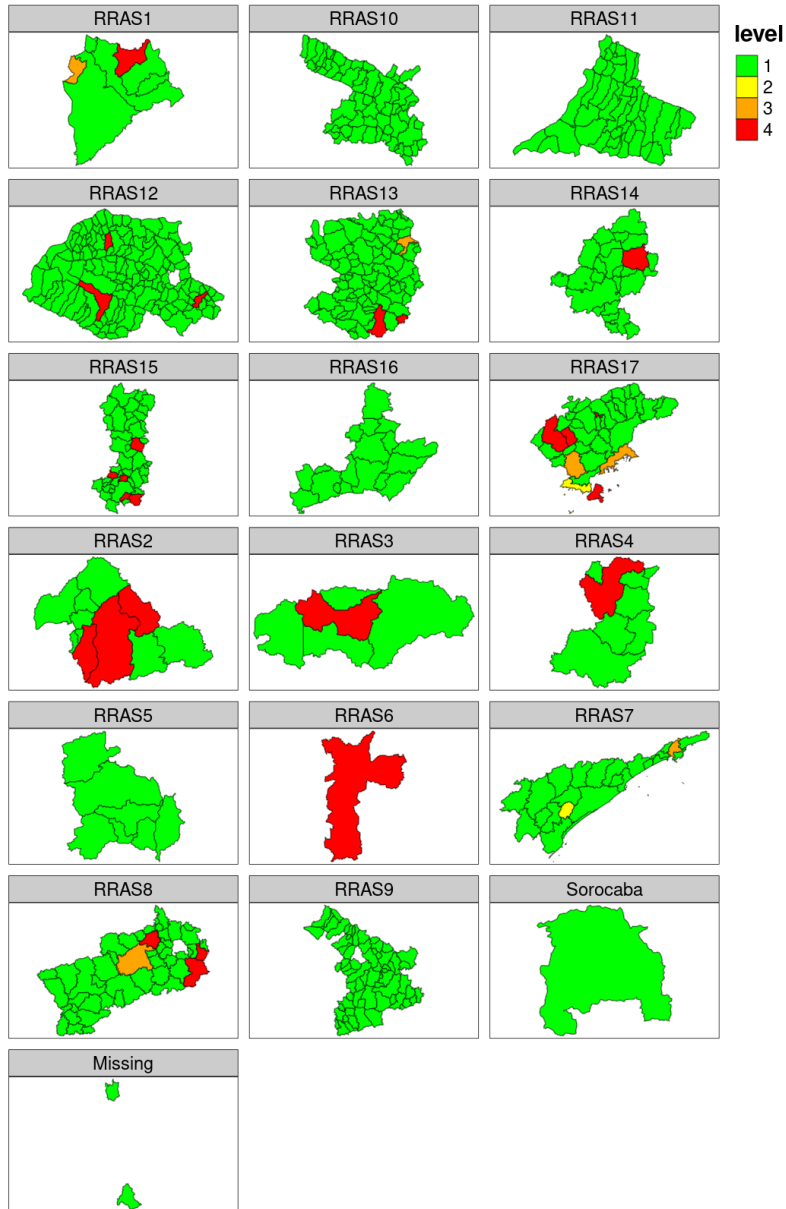 RRAS1 RRAS10 RRAS11
level
1
2
3
4
RRAS12 RRAS13 RRAS14
RRAS15 RRAS16 RRAS17
RRAS2 RRAS3 RRAS4
RRAS5 RRAS6 RRAS7
RRAS8 RRAS9 Sorocaba
Missing